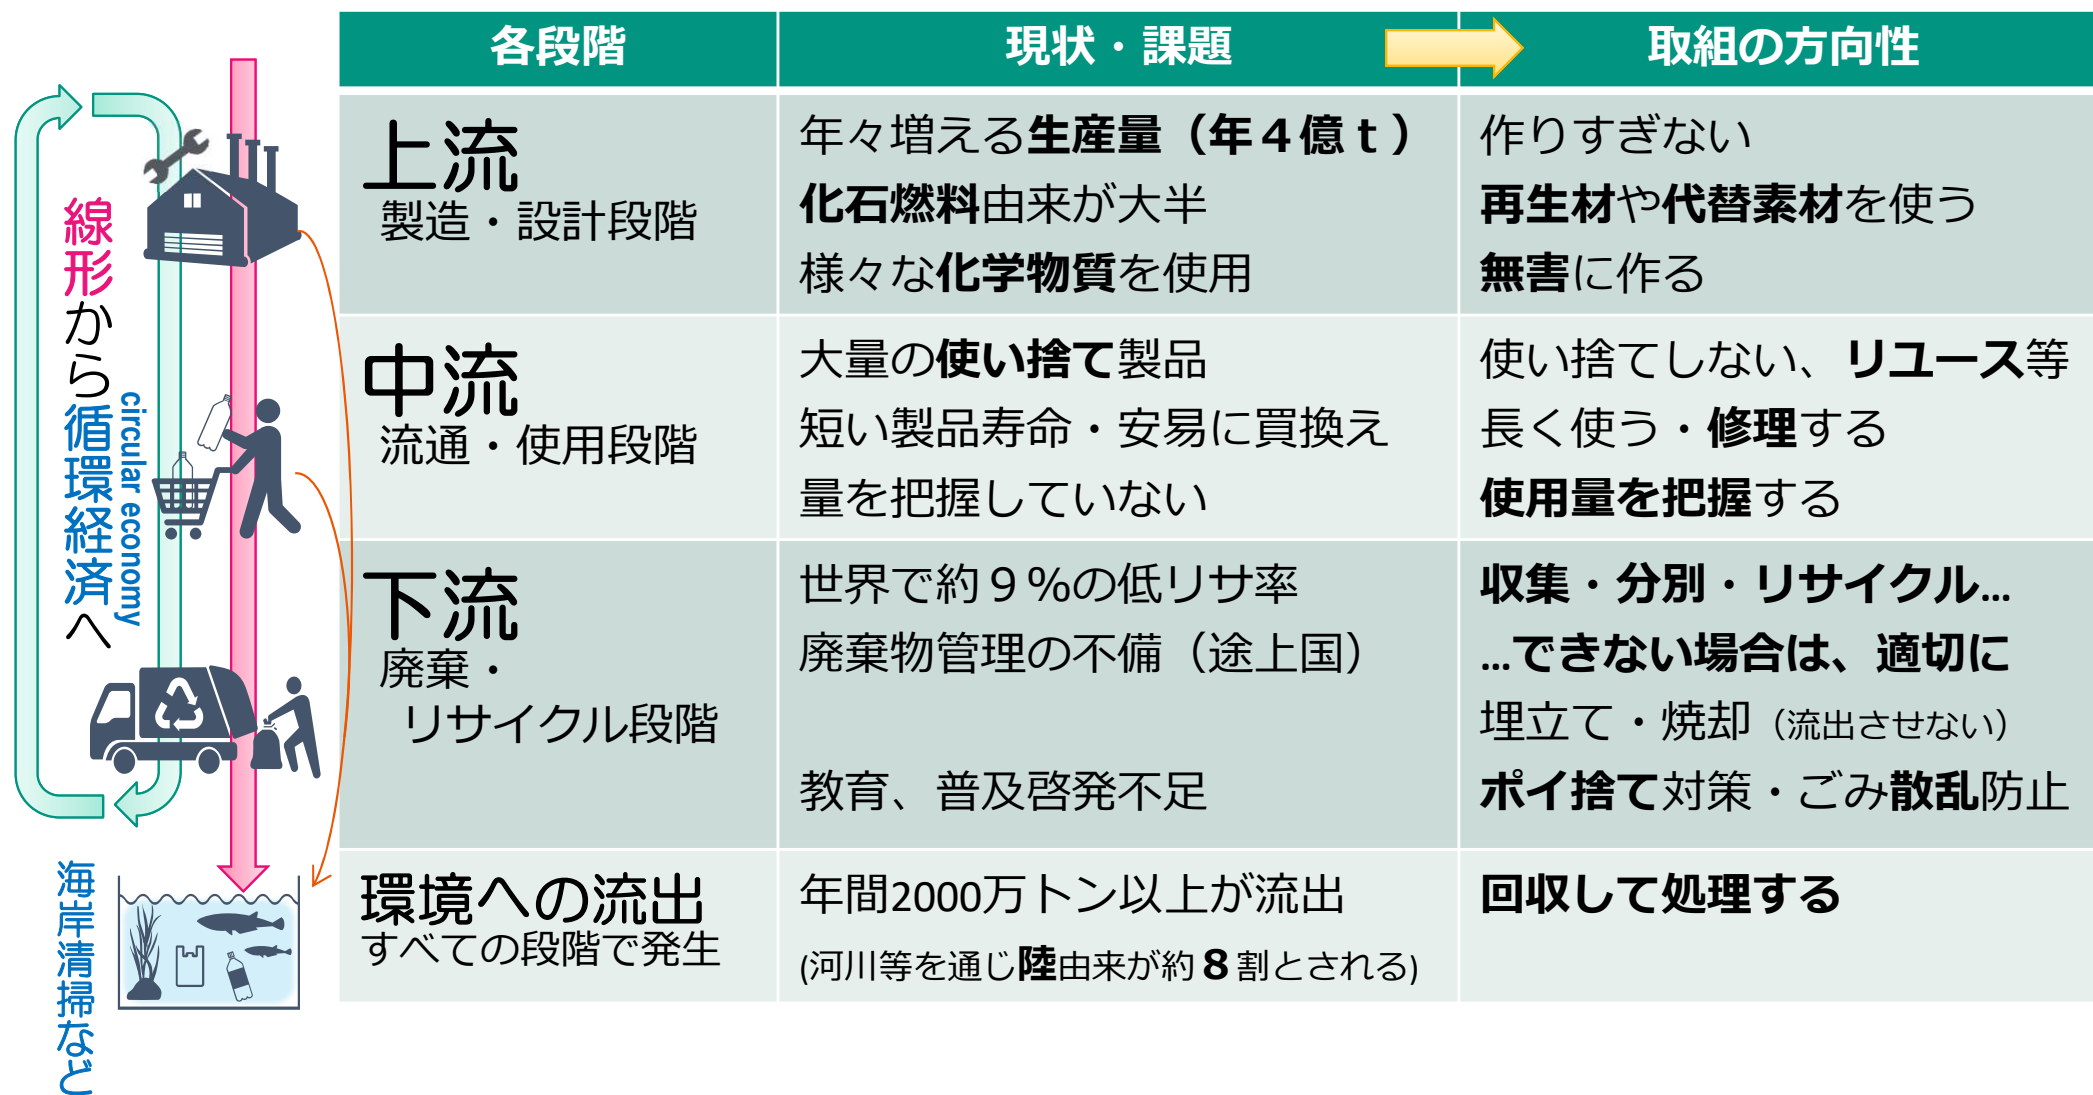 各段階
現状・課題
取組の方向性
上流
製造・設計段階
年々増える生産量（年４億ｔ）
化石燃料由来が大半
様々な化学物質を使用
作りすぎない
再生材や代替素材を使う
無害に作る
中流
流通・使用段階
大量の使い捨て製品
短い製品寿命・安易に買換え
量を把握していない
使い捨てしない、リユース等
長く使う・修理する
使用量を把握する
下流
廃棄・
リサイクル段階
世界で約９%の低リサ率
廃棄物管理の不備（途上国）
教育、普及啓発不足
収集・分別・リサイクル…
…できない場合は、適切に
埋立て・焼却（流出させない）
ポイ捨て対策・ごみ散乱防止
環境への流出
すべての段階で発生
年間2000万トン以上が流出
(河川等を通じ陸由来が約８割とされる)
回収して処理する
線形から循環経済へ
circular economy
海岸清掃など